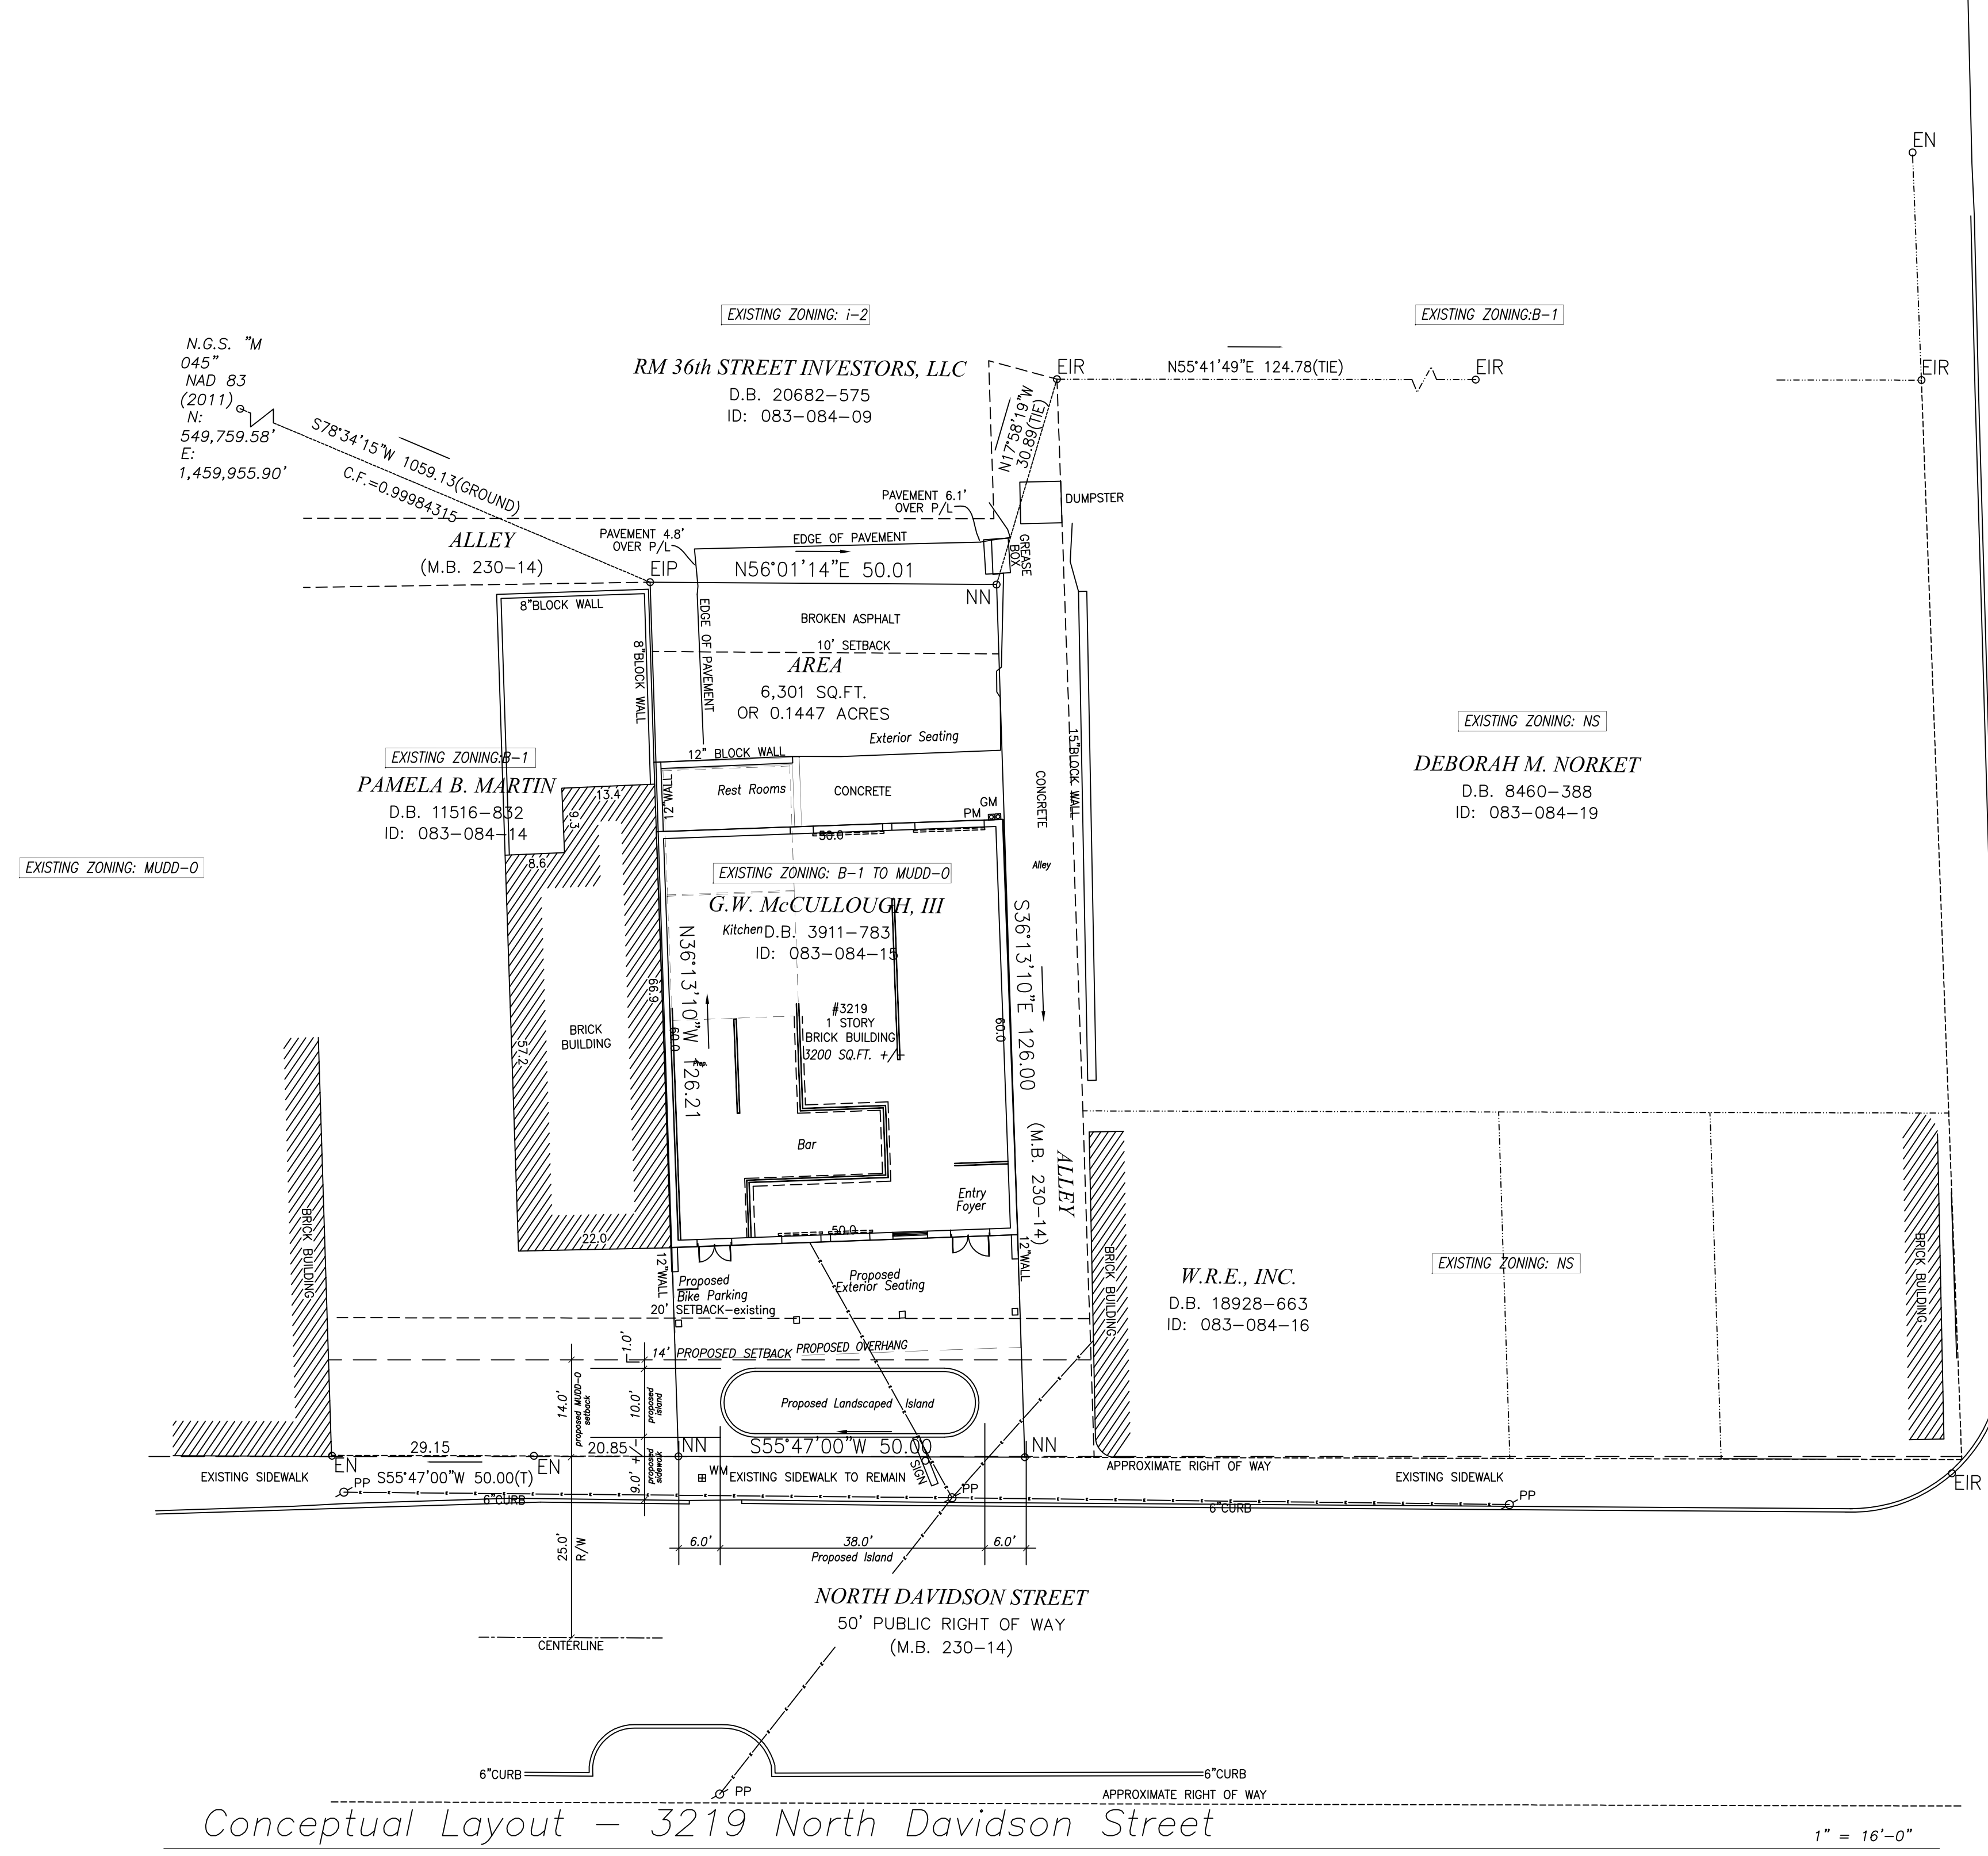 EN
EXISTING ZONING: i-2
EXISTING ZONING:B-1
N.G.S. "M
045"
NAD 83
(2011)
N:
549,759.58'
E:
1,459,955.90'
RM 36th STREET INVESTORS, LLC
D.B. 20682-575
ID: 083-084-09
EIR
N55°41'49"E 124.78(TIE)
EIR
EIR
S78°34'15"W 1059.13(GROUND)
C.F.=0.99984315
N17°58'19"W
30.89(TIE)
PAVEMENT 6.1'
OVER P/L
DUMPSTER
ALLEY
(M.B. 230-14)
PAVEMENT 4.8'
OVER P/L
EDGE OF PAVEMENT
GREASE
BOX
EIP
N56°01'14"E 50.01
NN
8"BLOCK WALL
8"BLOCK WALL
EDGE OF PAVEMENT
BROKEN ASPHALT
10' SETBACK
AREA
6,301 SQ.FT.
OR 0.1447 ACRES
Exterior Seating
12" BLOCK WALL
15"BLOCK WALL
EXISTING ZONING: NS
DEBORAH M. NORKET
D.B. 8460-388
ID: 083-084-19
EXISTING ZONING:B-1
PAMELA B. MARTIN
D.B. 11516-832
ID: 083-084-14
13.4
9.3
8.6
12"WALL
Rest Rooms
CONCRETE
GM
PM
CONCRETE
50.0
Alley
EXISTING ZONING: MUDD-O
EXISTING ZONING: B-1 TO MUDD-O
G.W. McCULLOUGH, III
Kitchen
D.B. 3911-783
ID: 083-084-15
N36°13'10"W 126.21
S36°13'10"E 126.00
66.9
60.0
60.0
57.2
#3219
1 STORY
BRICK BUILDING
3200 SQ.FT. +/-
BRICK
BUILDING
Bar
Entry
Foyer
ALLEY
(M.B. 230-14)
22.0
50.0
BRICK BUILDING
12"WALL
12"WALL
BRICK BUILDING
BRICK BUILDING
Proposed
Bike Parking
Proposed
Exterior Seating
20' SETBACK-existing
W.R.E., INC.
D.B. 18928-663
ID: 083-084-16
EXISTING ZONING: NS
1.0'
14' PROPOSED SETBACK
PROPOSED OVERHANG
14.0'
proposed MUDD-O
setback
10.0'
proposed
island
Proposed Landscaped Island
29.15
20.85
NN
S55°47'00"W 50.00
NN
EN
EN
9.0' +/-
proposed
sidewalk
EXISTING SIDEWALK
PP
S55°47'00"W 50.00(T)
6"CURB
WM
EXISTING SIDEWALK TO REMAIN
SIGN
PP
APPROXIMATE RIGHT OF WAY
EXISTING SIDEWALK
6"CURB
PP
EIR
25.0'
R/W
6.0'
38.0'
6.0'
Proposed Island
NORTH DAVIDSON STREET
50' PUBLIC RIGHT OF WAY
(M.B. 230-14)
CENTERLINE
6"CURB
6"CURB
PP
APPROXIMATE RIGHT OF WAY
Conceptual Layout - 3219 North Davidson Street
1" = 16'-0"